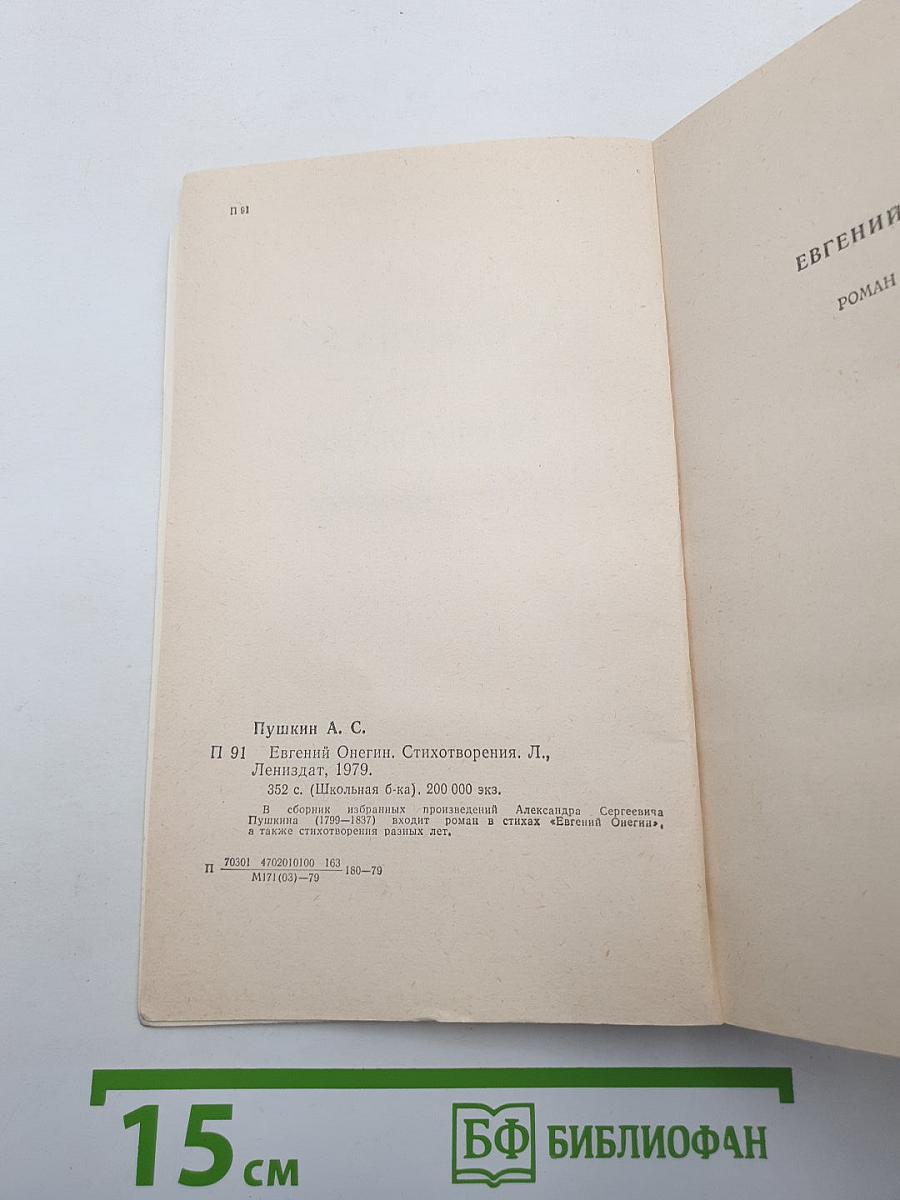 П 91
Пушкин А. С.
П 91 Евгений Онегин. Стихотворения. Л.,
Лениздат, 1979.
352 с. (Школьная б-ка). 200 000 экз.
В сборник избранных произведений Александра Сергеевича
Пушкина (1799—1837) входит роман в стихах «Евгений Онегин»,
а также стихотворения разных лет.
П 70301 4702010100 163
М171(03)—79
180—79
ЕВГЕНИЙ
РОМАН
15 см
БФ БИБЛИОФАН